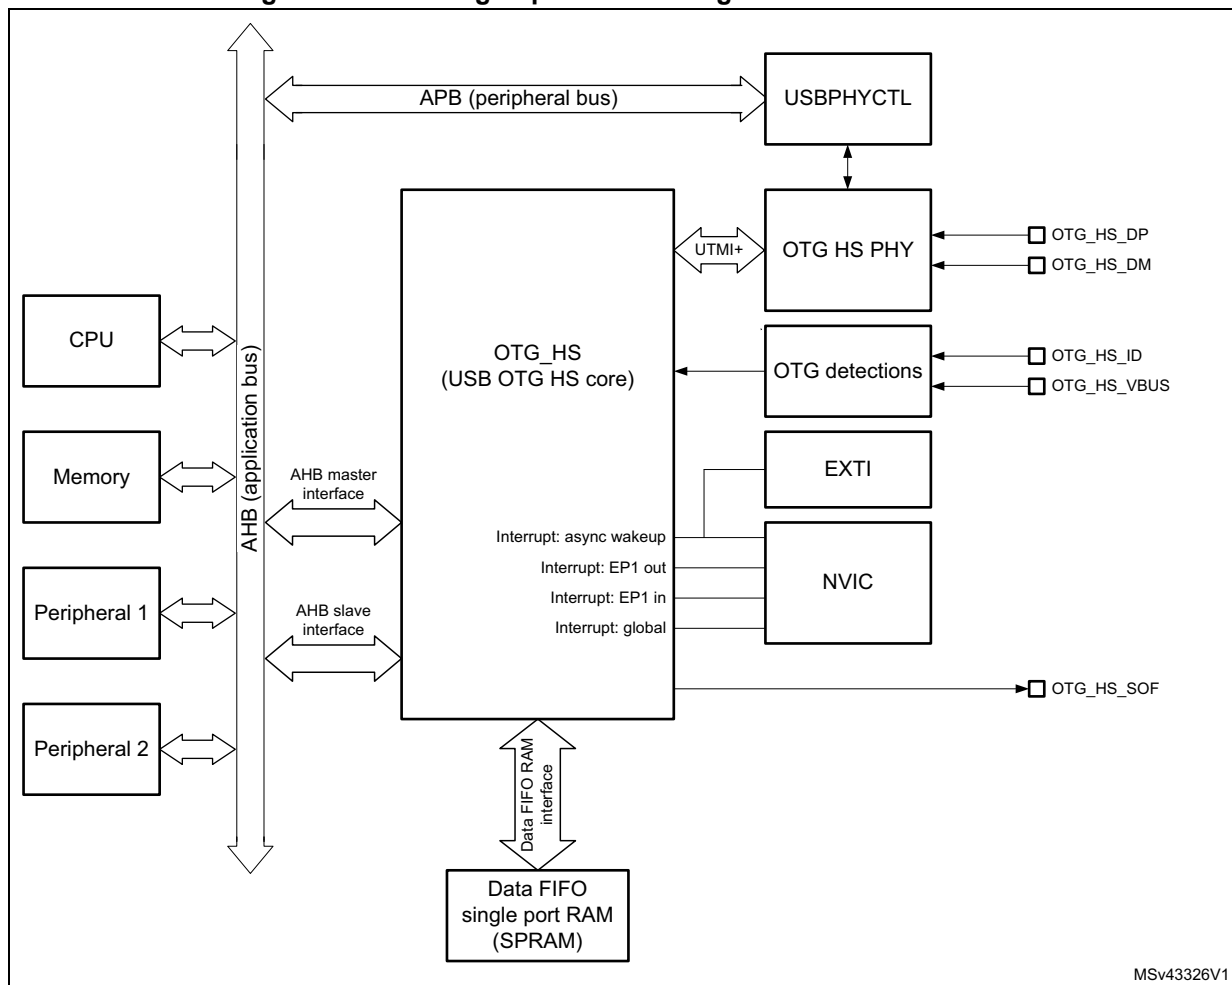 APB (peripheral bus)
USBPHYCTL
UTMI+
OTG HS PHY
OTG_HS_DP
OTG_HS_DM
CPU
OTG_HS
(USB OTG HS core)
OTG detections
OTG_HS_ID
OTG_HS_VBUS
AHB (application bus)
Memory
AHB master
interface
EXTI
Interrupt: async wakeup
Interrupt: EP1 out
Interrupt: EP1 in
Interrupt: global
NVIC
Peripheral 1
AHB slave
interface
OTG_HS_SOF
Peripheral 2
Data FIFO RAM
interface
Data FIFO
single port RAM
(SPRAM)
MSv43326V1